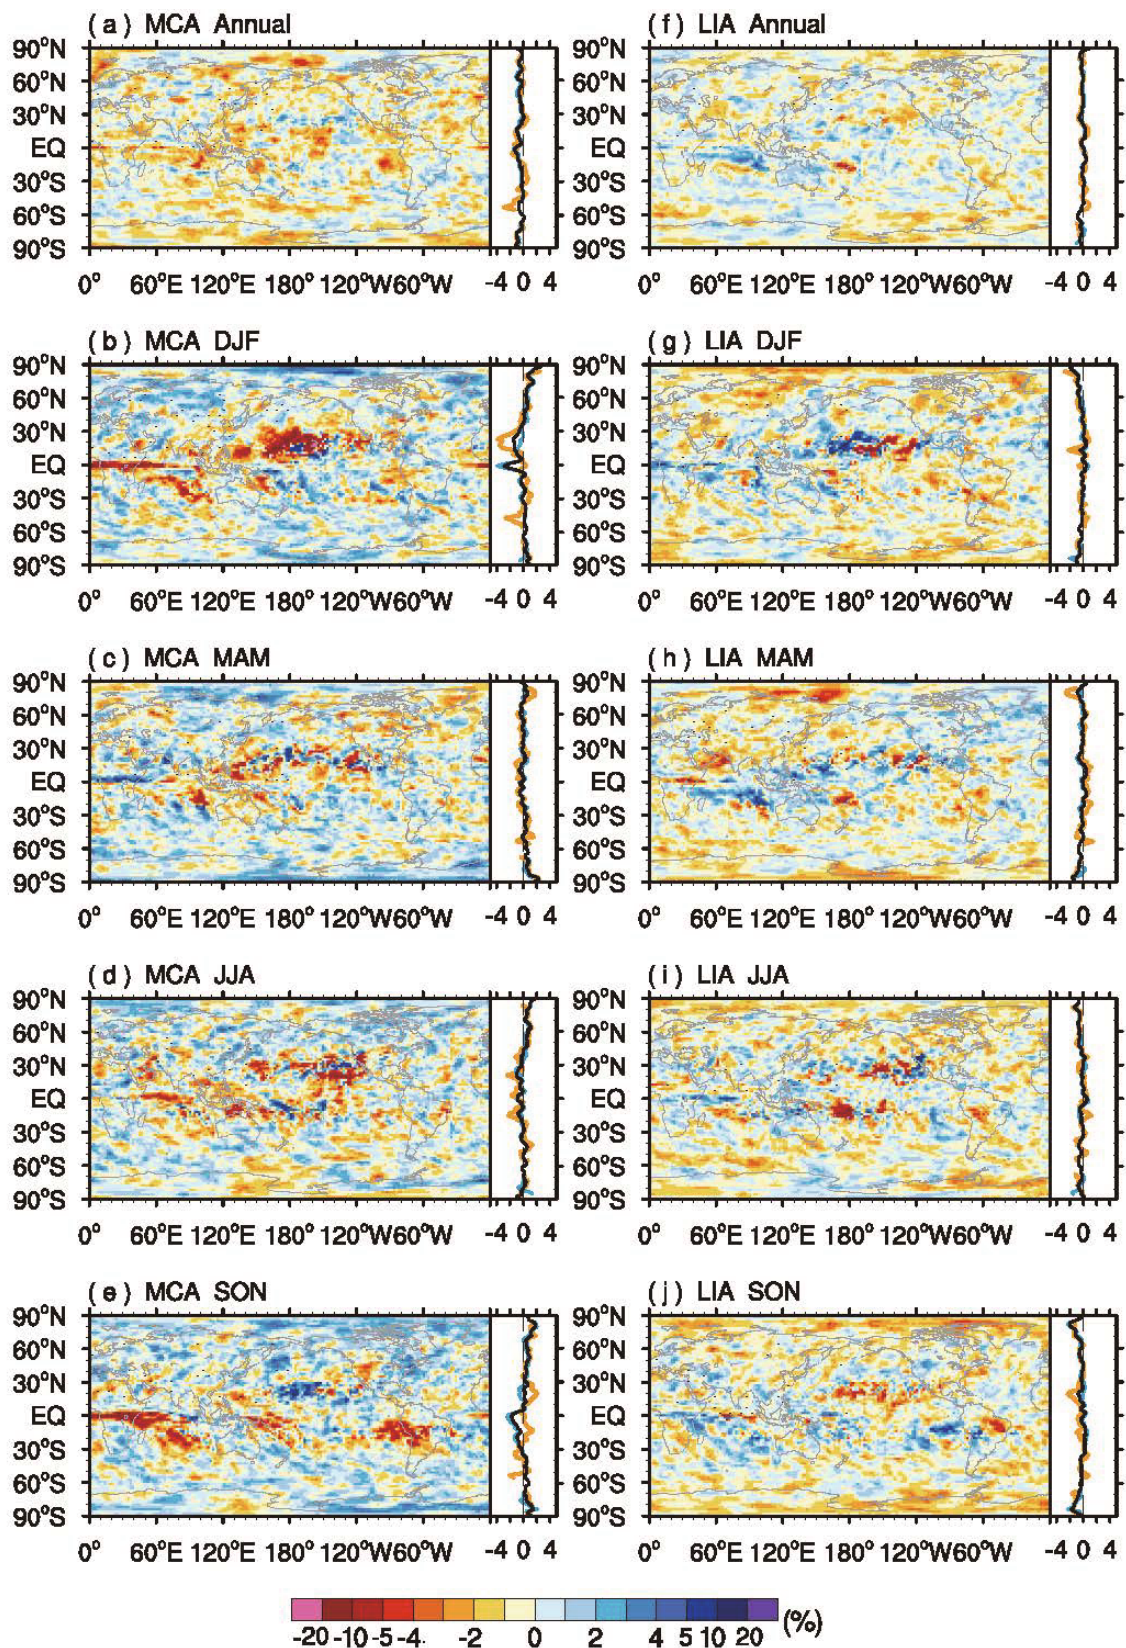 (a) MCA Annual
(f) LIA Annual
90°N
60°N
30°N
EQ
30°S
60°S
90°S
90°N
60°N
30°N
EQ
30°S
60°S
90°S
0° 60°E 120°E 180° 120°W 60°W -4 0 4
0° 60°E 120°E 180° 120°W 60°W -4 0 4
(b) MCA DJF
(g) LIA DJF
90°N
60°N
30°N
EQ
30°S
60°S
90°S
90°N
60°N
30°N
EQ
30°S
60°S
90°S
0° 60°E 120°E 180° 120°W 60°W -4 0 4
0° 60°E 120°E 180° 120°W 60°W -4 0 4
(c) MCA MAM
(h) LIA MAM
90°N
60°N
30°N
EQ
30°S
60°S
90°S
90°N
60°N
30°N
EQ
30°S
60°S
90°S
0° 60°E 120°E 180° 120°W 60°W -4 0 4
0° 60°E 120°E 180° 120°W 60°W -4 0 4
(d) MCA JJA
(i) LIA JJA
90°N
60°N
30°N
EQ
30°S
60°S
90°S
90°N
60°N
30°N
EQ
30°S
60°S
90°S
0° 60°E 120°E 180° 120°W 60°W -4 0 4
0° 60°E 120°E 180° 120°W 60°W -4 0 4
(e) MCA SON
(j) LIA SON
90°N
60°N
30°N
EQ
30°S
60°S
90°S
90°N
60°N
30°N
EQ
30°S
60°S
90°S
0° 60°E 120°E 180° 120°W 60°W -4 0 4
0° 60°E 120°E 180° 120°W 60°W -4 0 4
-20 -10 -5 -4 -2 0 2 4 5 10 20 (%)